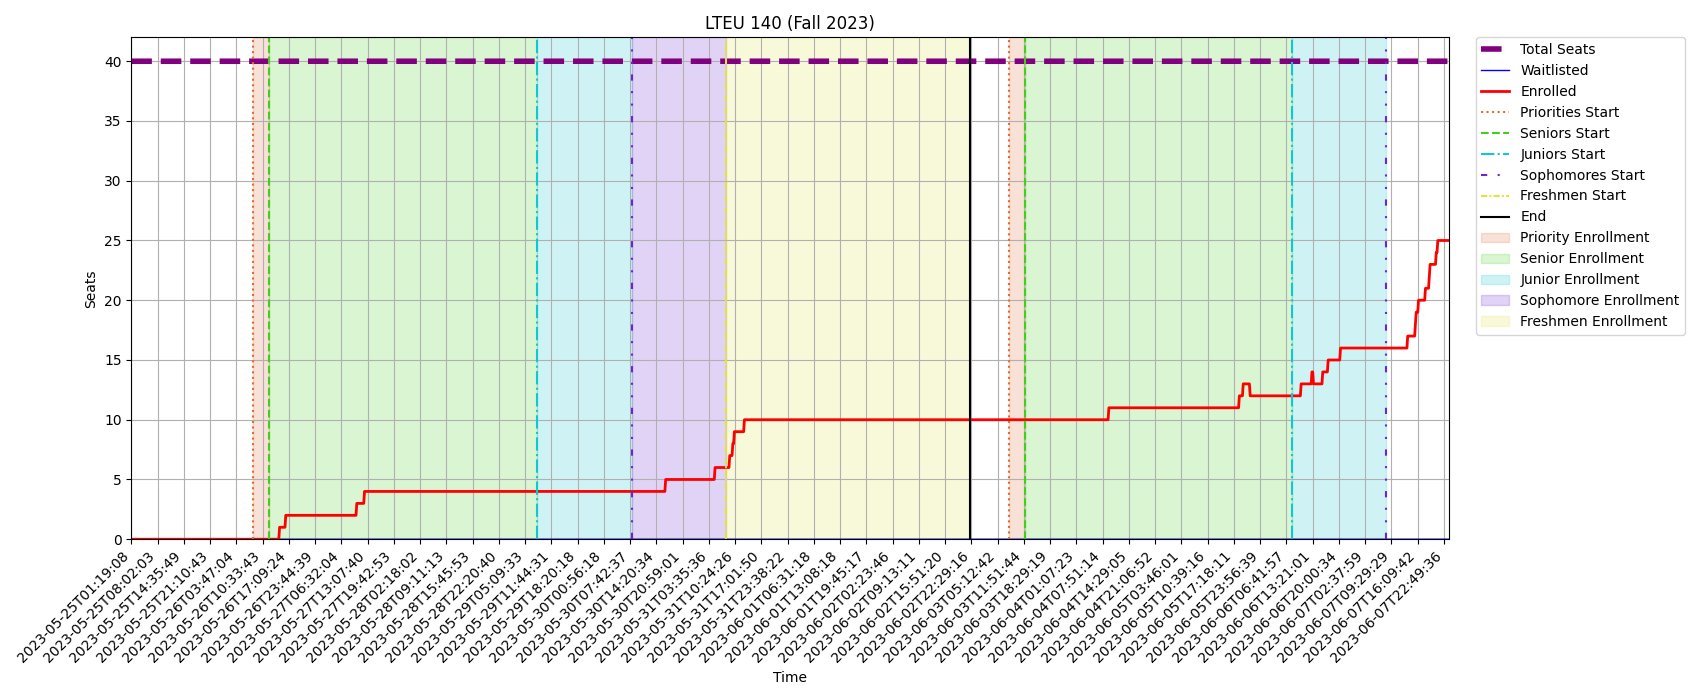 LTEU 140 (Fall 2023)
Seats
40
35
30
25
20
15
10
5
0
2023-05-25T01:19:08
2023-05-25T08:02:03
2023-05-25T14:35:49
2023-05-25T21:10:43
2023-05-26T03:47:04
2023-05-26T10:33:43
2023-05-26T17:09:24
2023-05-26T23:44:39
2023-05-27T06:32:04
2023-05-27T13:07:40
2023-05-27T19:42:53
2023-05-28T02:18:02
2023-05-28T09:11:13
2023-05-28T15:45:53
2023-05-28T22:20:40
2023-05-29T05:09:33
2023-05-29T11:44:31
2023-05-29T18:20:18
2023-05-30T00:56:18
2023-05-30T07:42:37
2023-05-30T14:20:34
2023-05-30T20:59:01
2023-05-31T03:35:36
2023-05-31T10:24:26
2023-05-31T17:01:50
2023-05-31T23:38:22
2023-06-01T06:31:18
2023-06-01T13:08:18
2023-06-01T19:45:17
2023-06-02T02:23:46
2023-06-02T09:13:11
2023-06-02T15:51:20
2023-06-02T22:29:16
2023-06-03T05:12:42
2023-06-03T11:51:44
2023-06-03T18:29:19
2023-06-04T01:07:23
2023-06-04T07:51:14
2023-06-04T14:29:05
2023-06-04T21:06:52
2023-06-05T03:46:01
2023-06-05T10:39:16
2023-06-05T17:18:11
2023-06-05T23:56:39
2023-06-06T06:41:57
2023-06-06T13:21:01
2023-06-06T20:00:34
2023-06-07T02:37:59
2023-06-07T09:29:29
2023-06-07T16:09:42
2023-06-07T22:49:36
Time
Total Seats
Waitlisted
Enrolled
Priorities Start
Seniors Start
Juniors Start
Sophomores Start
Freshmen Start
End
Priority Enrollment
Senior Enrollment
Junior Enrollment
Sophomore Enrollment
Freshmen Enrollment